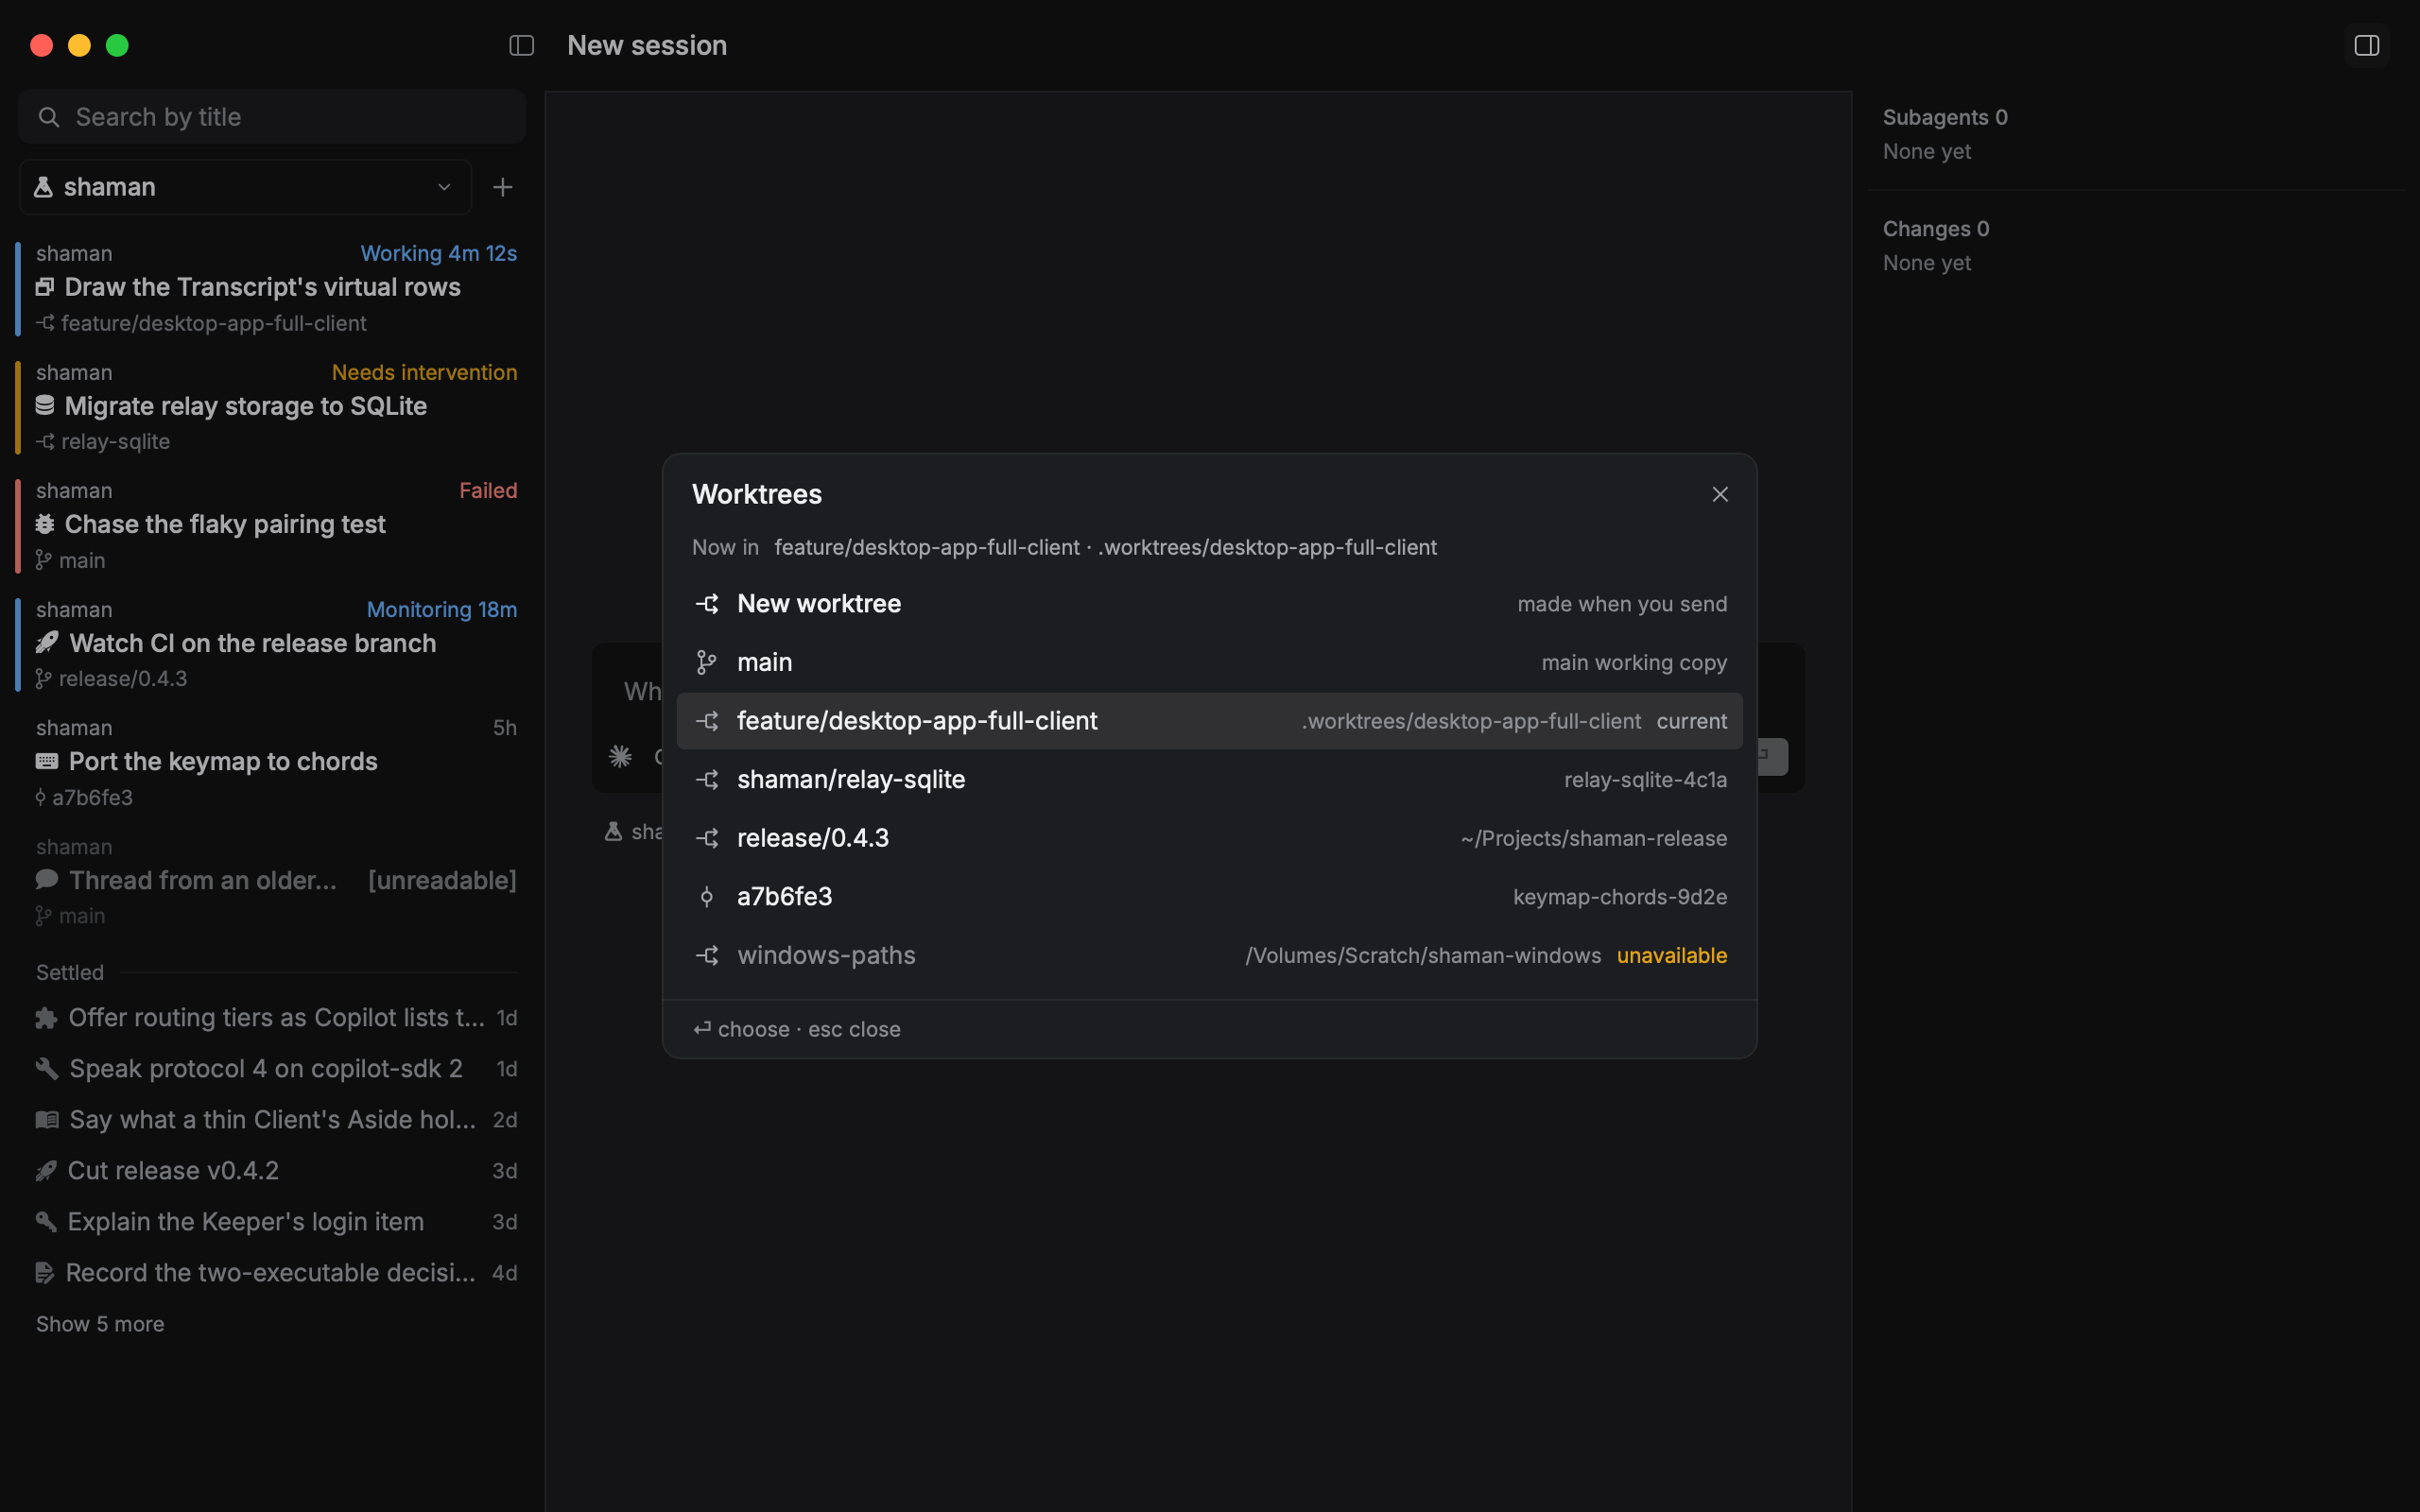 New session
Search by title
shaman
shaman Working 4m 12s
Draw the Transcript's virtual rows
feature/desktop-app-full-client
shaman Needs intervention
Migrate relay storage to SQLite
relay-sqlite
shaman Failed
Chase the flaky pairing test
main
shaman Monitoring 18m
Watch CI on the release branch
release/0.4.3
shaman 5h
Port the keymap to chords
a7b6fe3
shaman
Thread from an older... [unreadable]
main
Settled
Offer routing tiers as Copilot lists t... 1d
Speak protocol 4 on copilot-sdk 2 1d
Say what a thin Client's Aside hol... 2d
Cut release v0.4.2 3d
Explain the Keeper's login item 3d
Record the two-executable decisi... 4d
Show 5 more
Worktrees
Now in feature/desktop-app-full-client · .worktrees/desktop-app-full-client
New worktree made when you send
main main working copy
feature/desktop-app-full-client .worktrees/desktop-app-full-client current
shaman/relay-sqlite relay-sqlite-4c1a
release/0.4.3 ~/Projects/shaman-release
a7b6fe3 keymap-chords-9d2e
windows-paths /Volumes/Scratch/shaman-windows unavailable
↵ choose · esc close
Wh
sha
Subagents 0
None yet
Changes 0
None yet